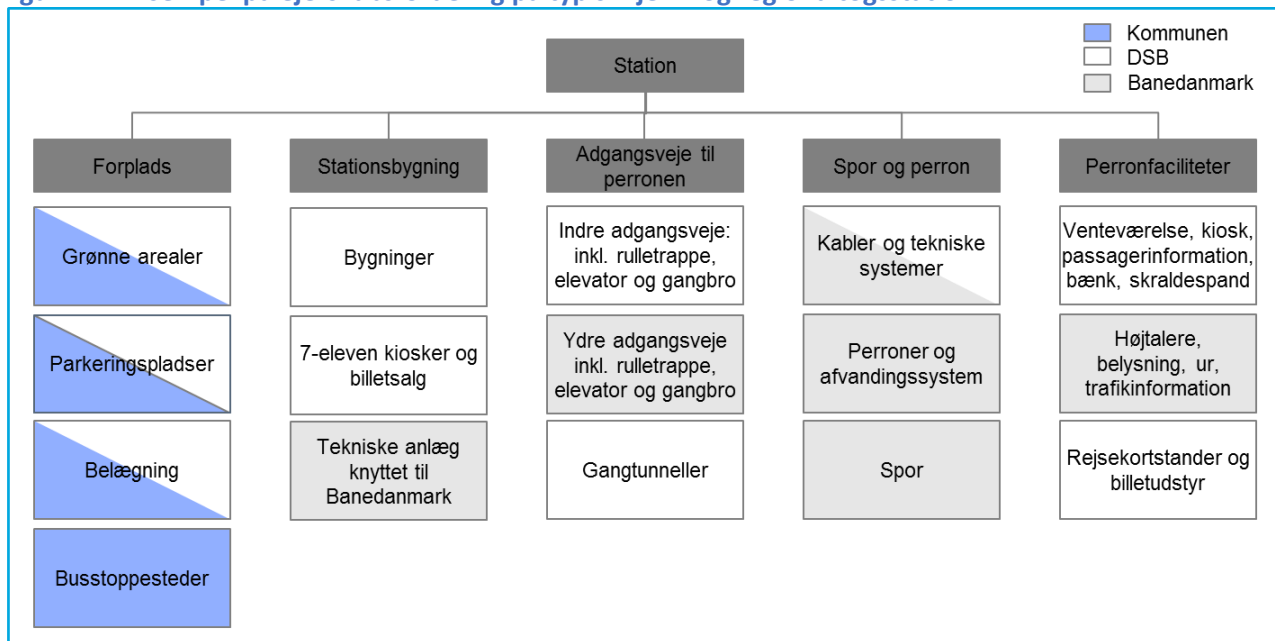 Kommunen
DSB
Banedanmark
Station
Forplads
Stationsbygning
Adgangsveje til
perronen
Spor og perron
Perronfaciliteter
Grønne arealer
Bygninger
Indre adgangsveje:
inkl. rulletrappe,
elevator og gangbro
Kabler og tekniske
systemer
Venteværelse, kiosk,
passagerinformation,
bænk, skraldespand
Parkeringspladser
7-eleven kiosker og
billetsalg
Ydre adgangsveje
inkl. rulletrappe,
elevator og gangbro
Perroner og
afvandingssystem
Højtalere,
belysning, ur,
trafikinformation
Belægning
Tekniske anlæg
knyttet til
Banedanmark
Gangtunneller
Spor
Rejsekortstander og
billetudstyr
Busstoppesteder